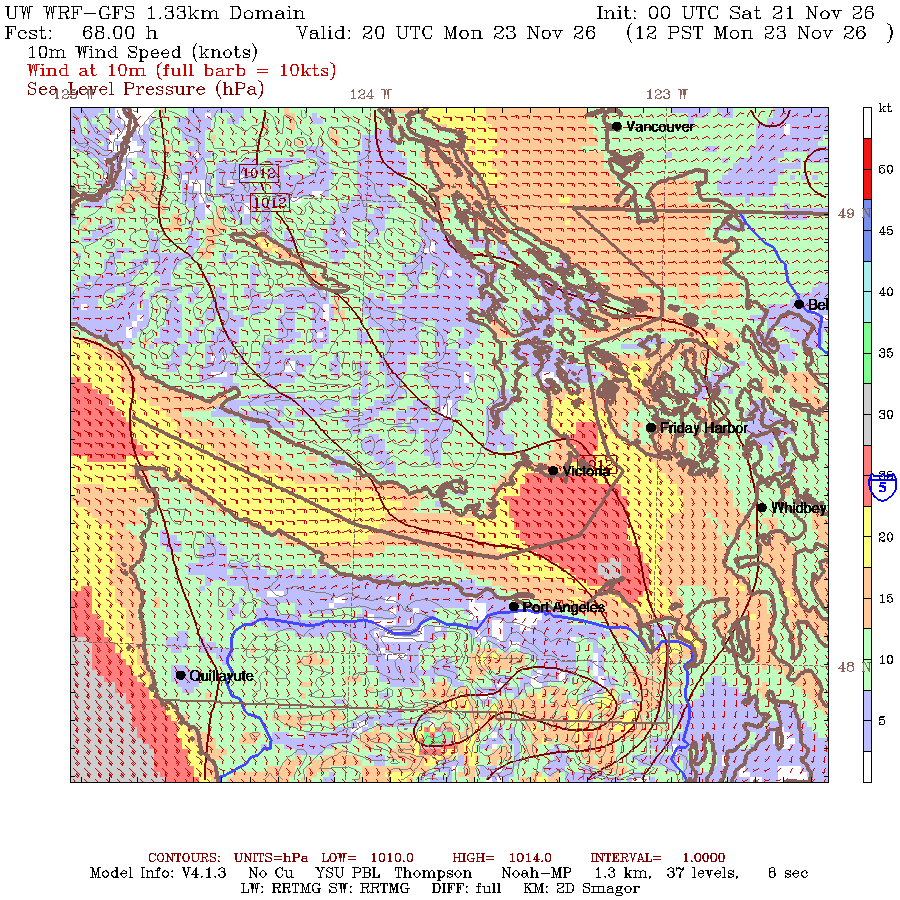 UW WRF-GFS 1.33km Domain Init: 00 UTC Sat 21 Nov 26
Fcst: 68.00 h Valid: 20 UTC Mon 23 Nov 26 (12 PST Mon 23 Nov 26 )
10m Wind Speed (knots)
Wind at 10m (full barb = 10kts)
Sea Level Pressure (hPa)
125 W 124 W 123 W
kt
Vancouver
60
1012
1012
49 N
45
40
Bel
35
30
Friday Harbor
Victoria
25
5
Whidbey
20
15
Port Angeles
10
48 N
Quillayute
5
CONTOURS: UNITS=hPa LOW= 1010.0 HIGH= 1014.0 INTERVAL= 1.0000
Model Info: V4.1.3 No Cu YSU PBL Thompson Noah-MP 1.3 km, 37 levels, 8 sec
LW: RRTMG SW: RRTMG DIFF: full KM: 2D Smagor